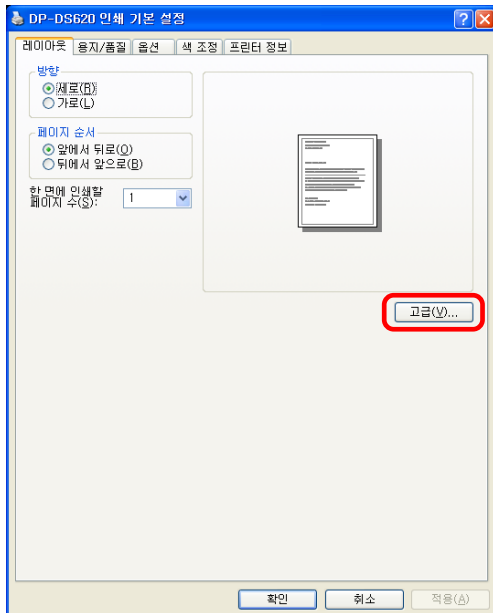 DP-DS620 인쇄 기본 설정
레이아웃 용지/품질 옵션 색 조정 프린터 정보
방향
세로(R)
가로(L)
페이지 순서
앞에서 뒤로(O)
뒤에서 앞으로(B)
한 면에 인쇄할
페이지 수(S):
1
고급(V)...
확인 취소 적용(A)